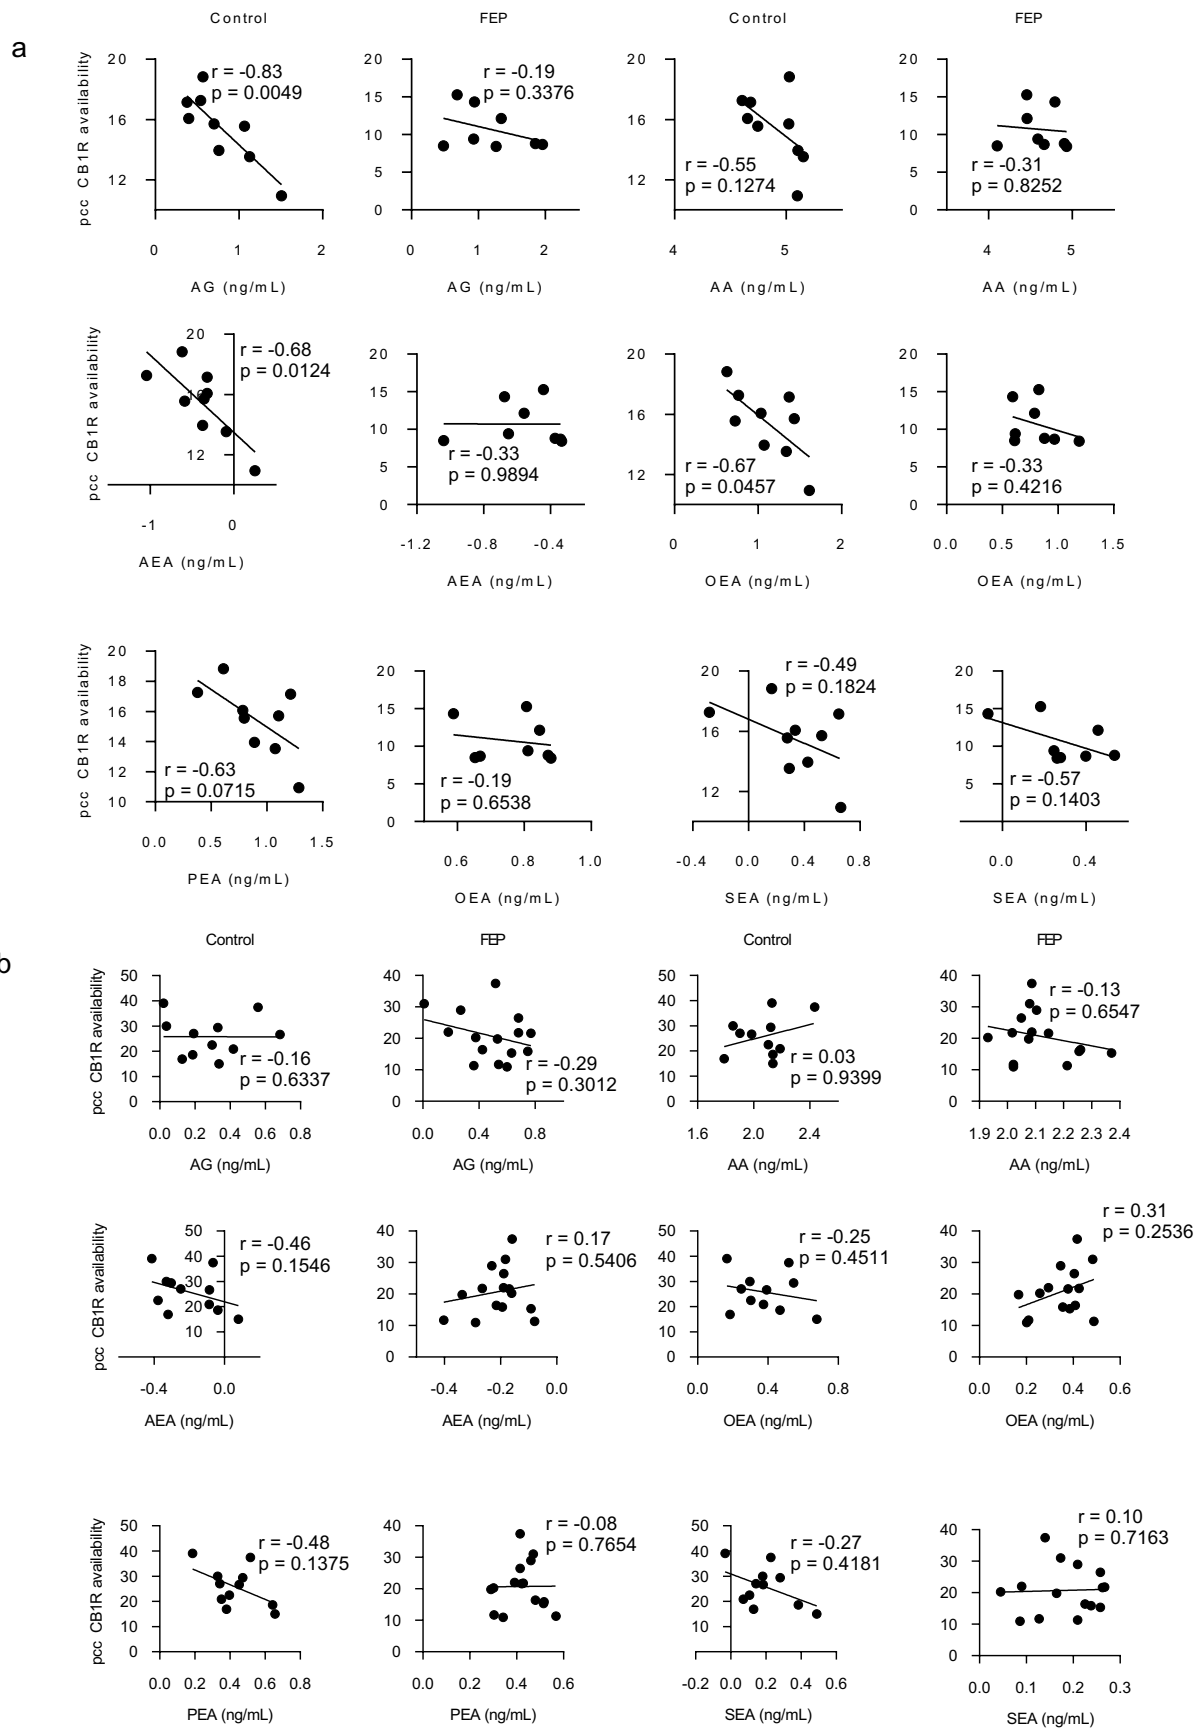 Control
FEP
Control
FEP
a
pcc CB1R availability
20
16
12
r = -0.83
p = 0.0049
0
1
2
AG (ng/mL)
20
15
10
5
0
r = -0.19
p = 0.3376
0
1
2
AG (ng/mL)
20
16
12
r = -0.55
p = 0.1274
4
5
AA (ng/mL)
20
15
10
5
0
r = -0.31
p = 0.8252
4
5
AA (ng/mL)
pcc CB1R availability
20
16
12
r = -0.68
p = 0.0124
-1
0
AEA (ng/mL)
20
15
10
5
0
r = -0.33
p = 0.9894
-1.2
-0.8
-0.4
AEA (ng/mL)
20
16
12
r = -0.67
p = 0.0457
0
1
2
OEA (ng/mL)
20
15
10
5
0
r = -0.33
p = 0.4216
0.0
0.5
1.0
1.5
OEA (ng/mL)
pcc CB1R availability
20
18
16
14
12
10
r = -0.63
p = 0.0715
0.0
0.5
1.0
1.5
PEA (ng/mL)
20
15
10
5
0
r = -0.19
p = 0.6538
0.6
0.8
1.0
OEA (ng/mL)
20
16
12
r = -0.49
p = 0.1824
-0.4
0.0
0.4
0.8
SEA (ng/mL)
20
15
10
5
r = -0.57
p = 0.1403
0.0
0.4
SEA (ng/mL)
b
Control
FEP
Control
FEP
pcc CB1R availability
50
40
30
20
10
0
r = -0.16
p = 0.6337
0.0
0.2
0.4
0.6
0.8
AG (ng/mL)
40
30
20
10
0
r = -0.29
p = 0.3012
0.0
0.4
0.8
AG (ng/mL)
50
40
30
20
10
0
r = 0.03
p = 0.9399
1.6
2.0
2.4
AA (ng/mL)
40
30
20
10
0
r = -0.13
p = 0.6547
1.9
2.0
2.1
2.2
2.3
2.4
AA (ng/mL)
pcc CB1R availability
50
40
30
20
10
r = -0.46
p = 0.1546
-0.4
0.0
AEA (ng/mL)
40
30
20
10
0
r = 0.17
p = 0.5406
-0.4
-0.2
0.0
AEA (ng/mL)
50
40
30
20
10
0
r = -0.25
p = 0.4511
0.0
0.4
0.8
OEA (ng/mL)
40
30
20
10
0
r = 0.31
p = 0.2536
0.0
0.2
0.4
0.6
OEA (ng/mL)
pcc CB1R availability
50
40
30
20
10
0
r = -0.48
p = 0.1375
0.0
0.2
0.4
0.6
0.8
PEA (ng/mL)
40
30
20
10
0
r = -0.08
p = 0.7654
0.0
0.2
0.4
0.6
PEA (ng/mL)
50
40
30
20
10
r = -0.27
p = 0.4181
-0.2
0.0
0.2
0.4
0.6
SEA (ng/mL)
40
30
20
10
0
r = 0.10
p = 0.7163
0.0
0.1
0.2
0.3
SEA (ng/mL)